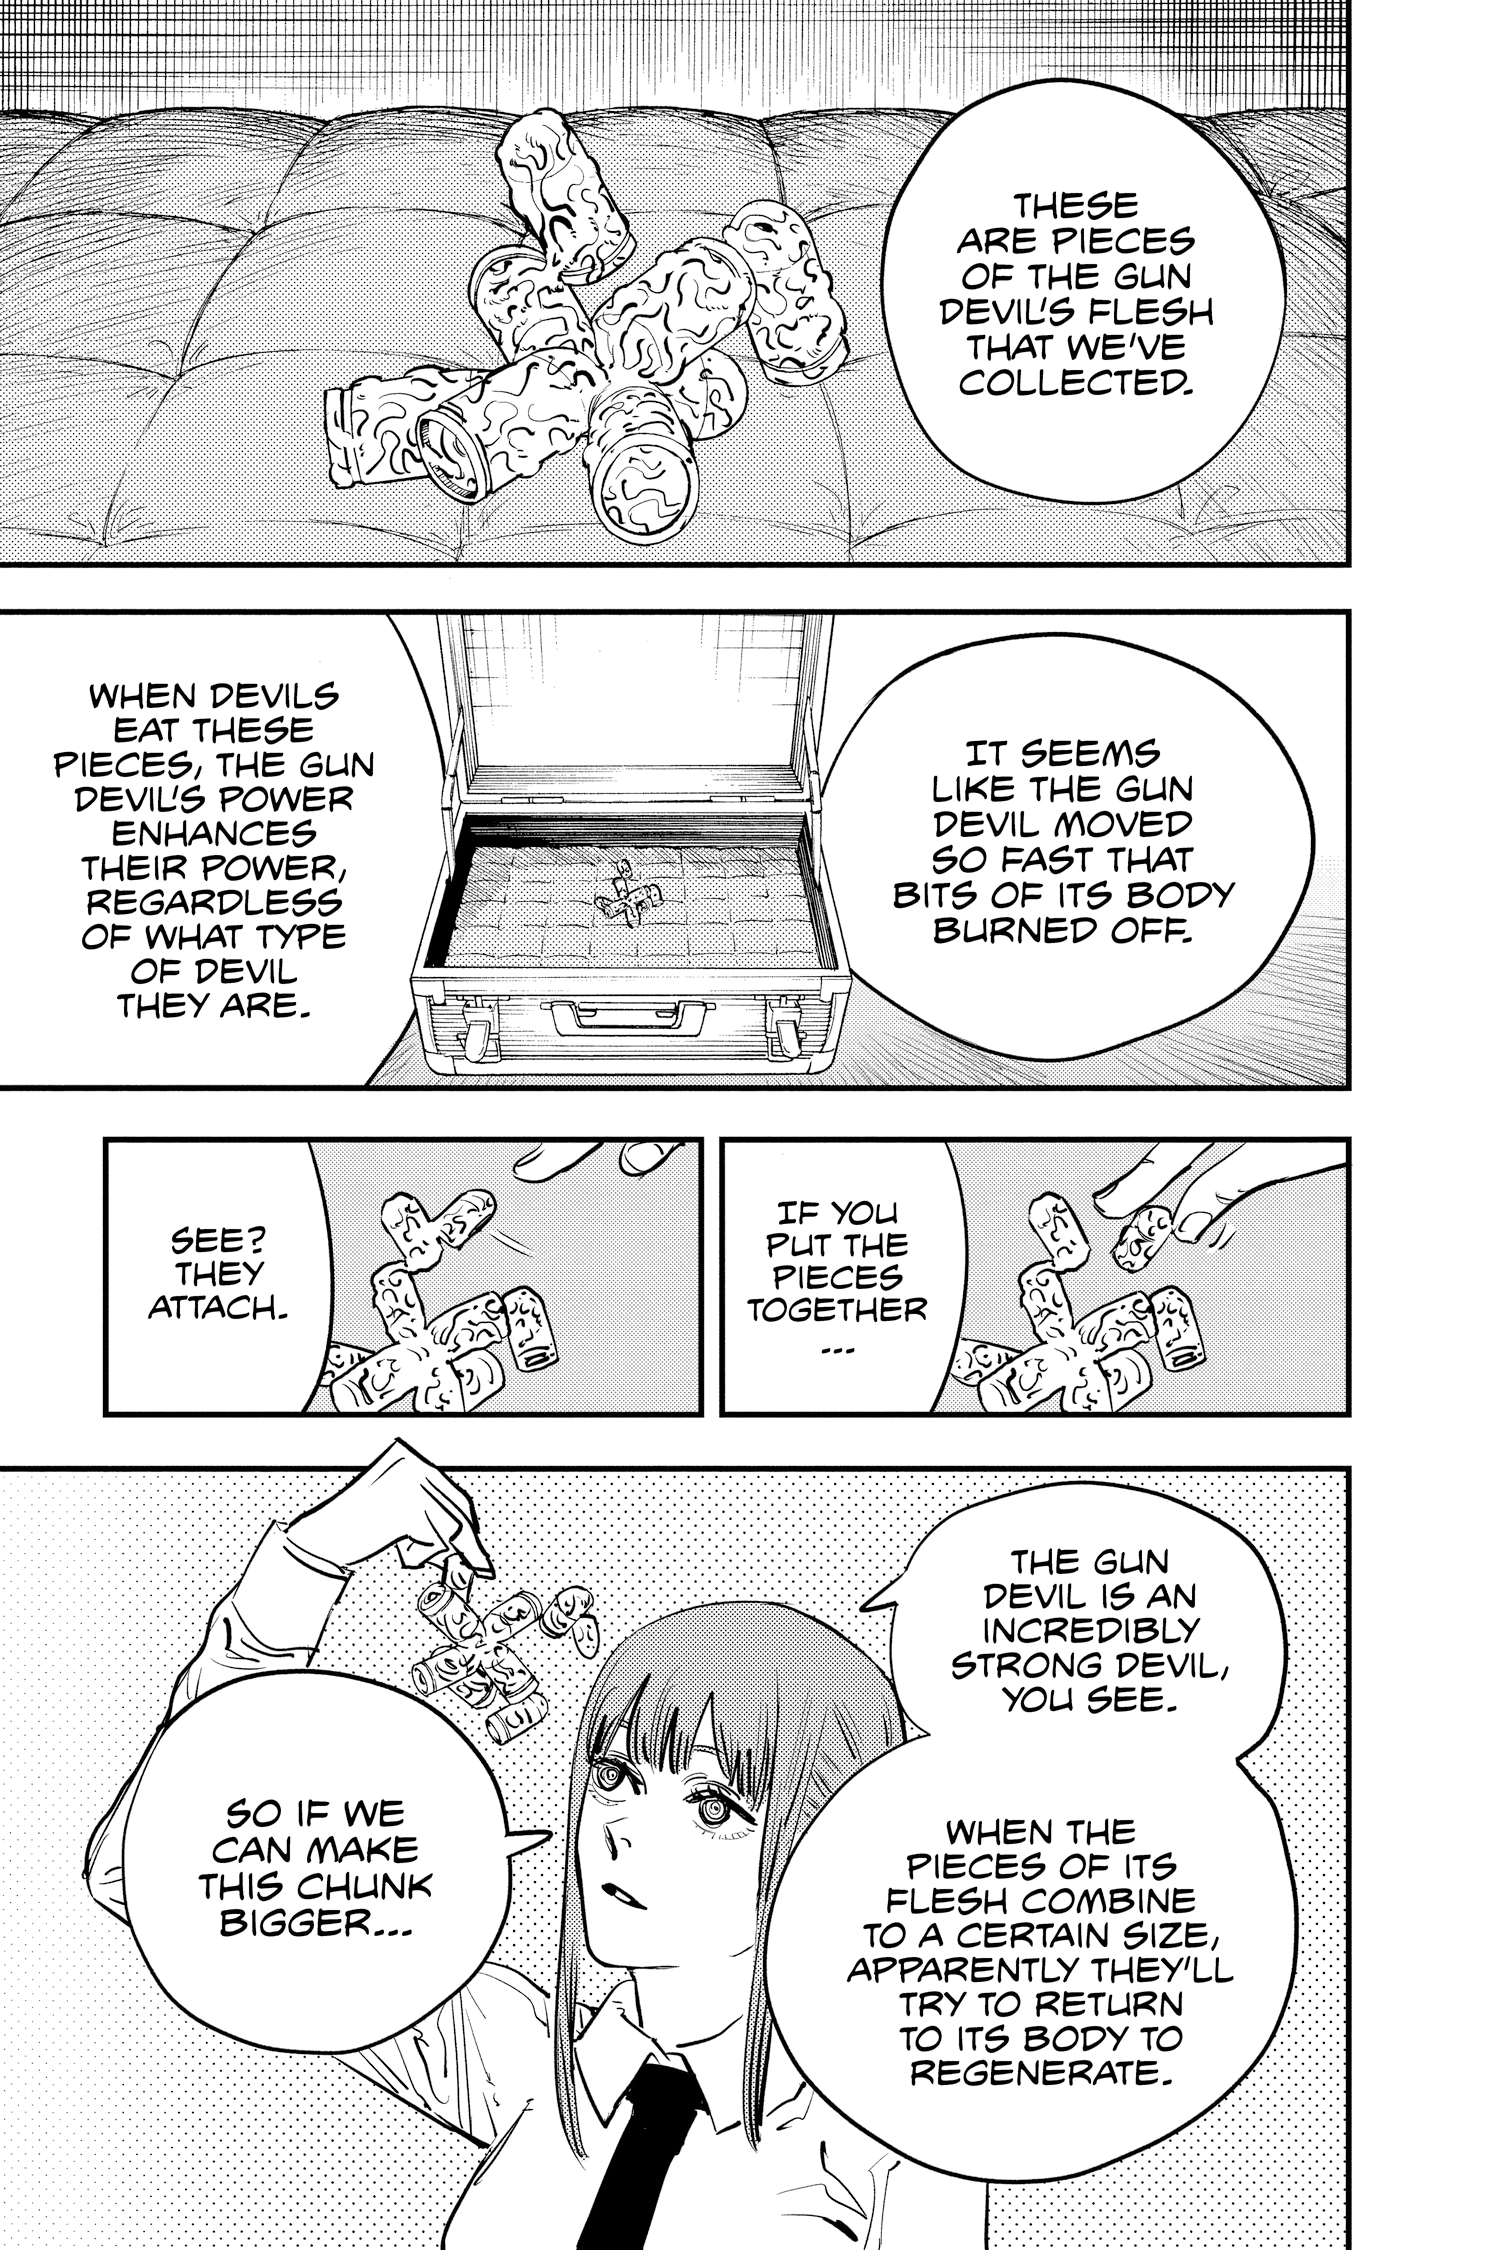 THESE
ARE PIECES
OF THE GUN
DEVIL'S FLESH
THAT WE'VE
COLLECTED.
IT SEEMS
LIKE THE GUN
DEVIL MOVED
SO FAST THAT
BITS OF ITS BODY
BURNED OFF.
WHEN DEVILS
EAT THESE
PIECES, THE GUN
DEVIL'S POWER
ENHANCES
THEIR POWER,
REGARDLESS
OF WHAT TYPE
OF DEVIL
THEY ARE.
IF YOU
PUT THE
PIECES
TOGETHER
...
SEE?
THEY
ATTACH.
THE GUN
DEVIL IS AN
INCREDIBLY
STRONG DEVIL,
YOU SEE.
WHEN THE
PIECES OF ITS
FLESH COMBINE
TO A CERTAIN SIZE,
APPARENTLY THEY'LL
TRY TO RETURN
TO ITS BODY TO
REGENERATE.
SO IF WE
CAN MAKE
THIS CHUNK
BIGGER...